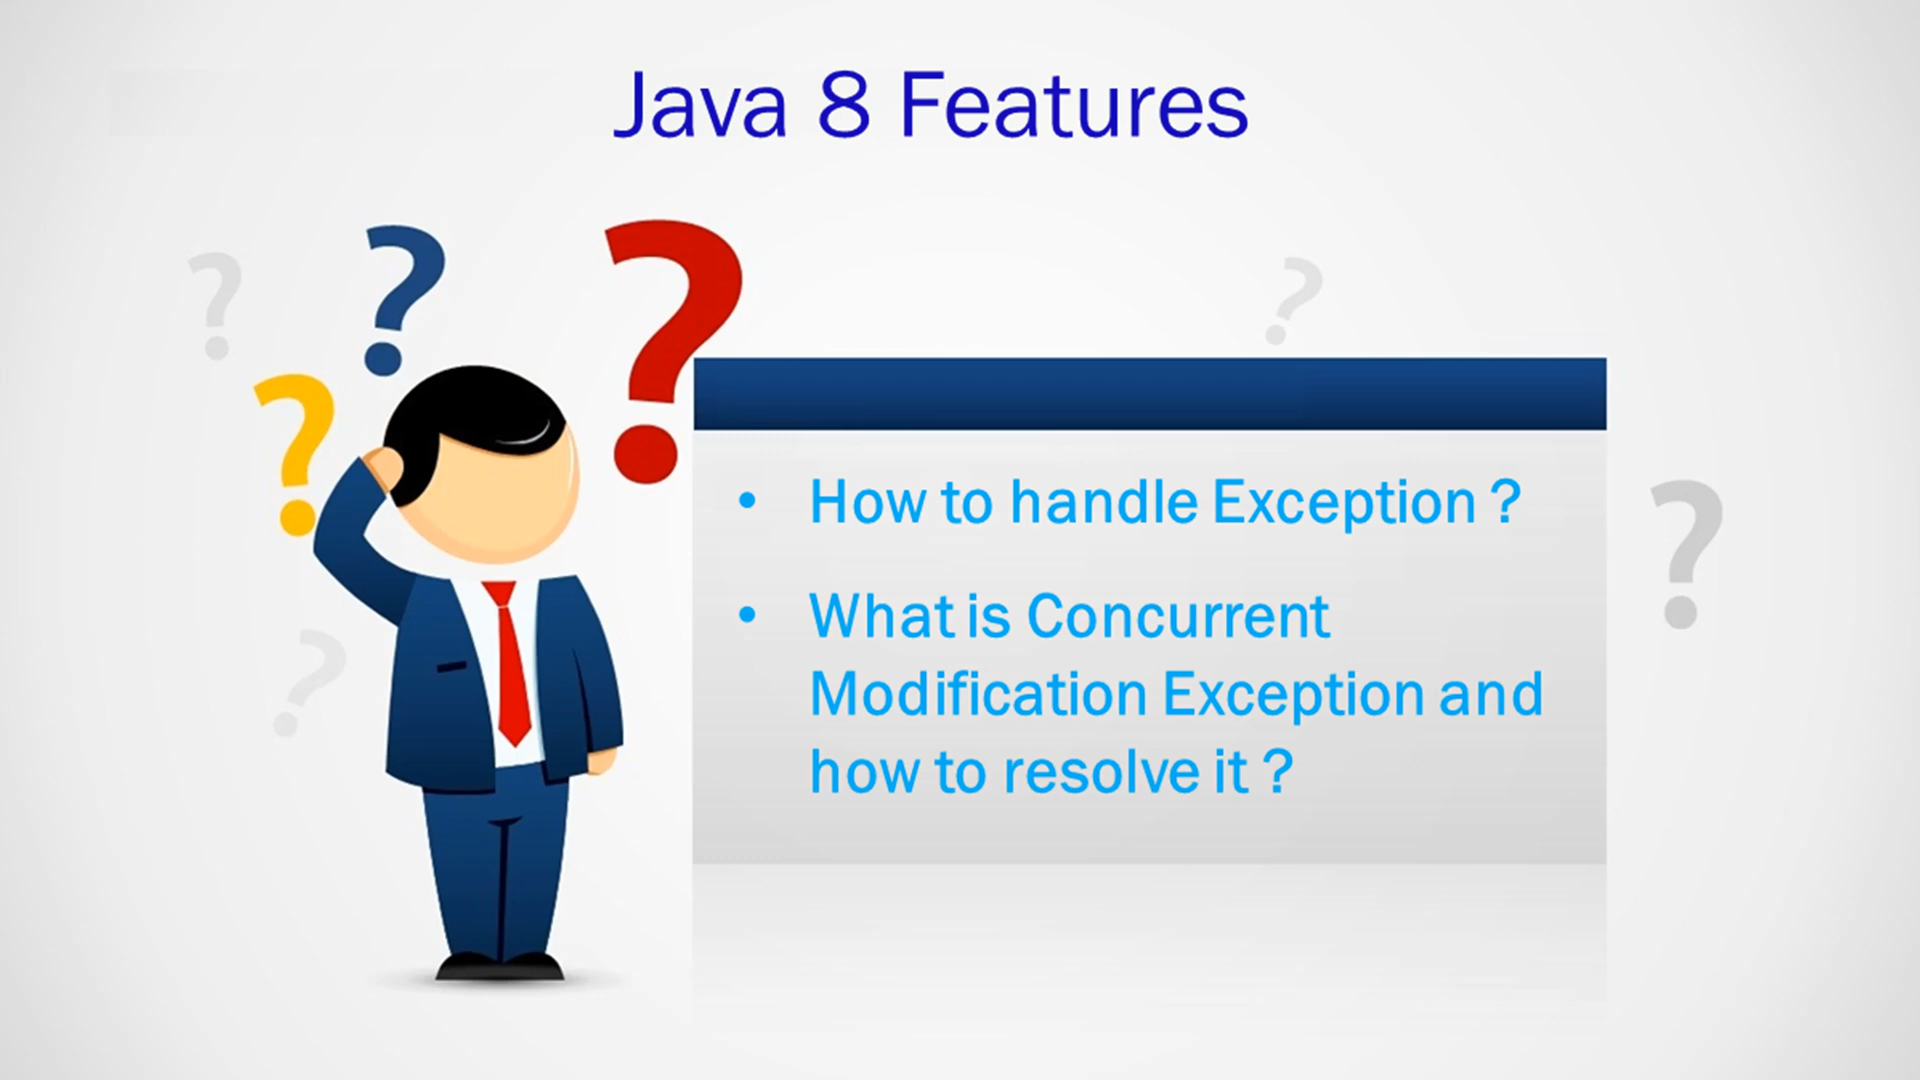 Java 8 Features
• How to handle Exception ?
• What is Concurrent
Modification Exception and
how to resolve it ?